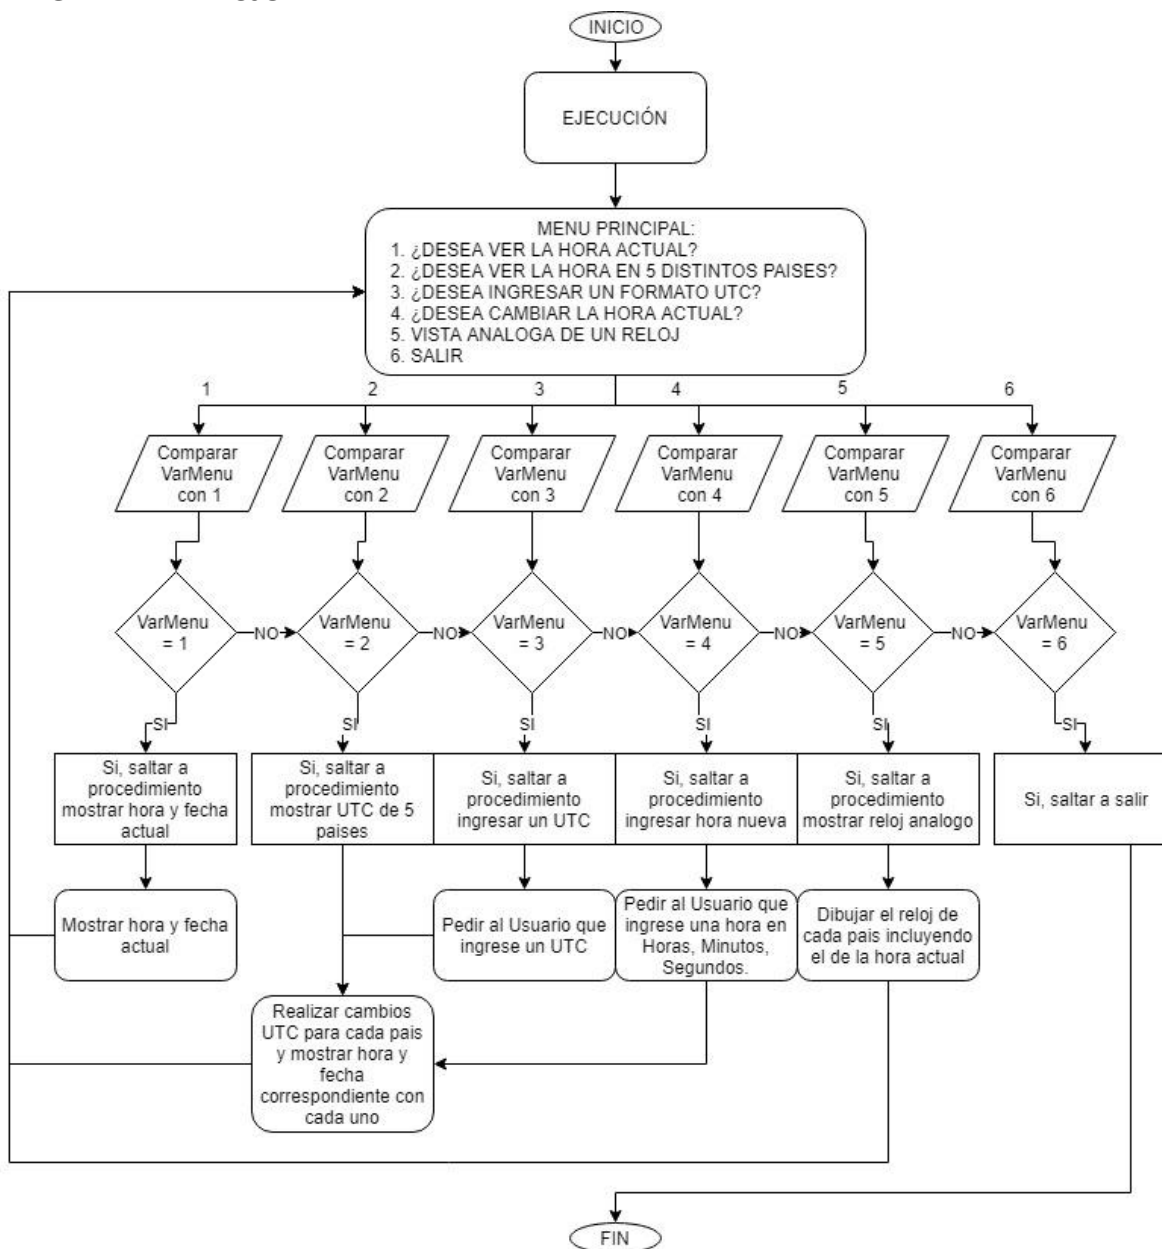 INICIO
EJECUCIÓN
MENU PRINCIPAL:
1. ¿DESEA VER LA HORA ACTUAL?
2. ¿DESEA VER LA HORA EN 5 DISTINTOS PAISES?
3. ¿DESEA INGRESAR UN FORMATO UTC?
4. ¿DESEA CAMBIAR LA HORA ACTUAL?
5. VISTA ANALOGA DE UN RELOJ
6. SALIR
1
2
3
4
5
6
Comparar
VarMenu
con 1
Comparar
VarMenu
con 2
Comparar
VarMenu
con 3
Comparar
VarMenu
con 4
Comparar
VarMenu
con 5
Comparar
VarMenu
con 6
VarMenu
= 1
NO
VarMenu
= 2
NO
VarMenu
= 3
NO
VarMenu
= 4
NO
VarMenu
= 5
NO
VarMenu
= 6
SI
SI
SI
SI
SI
SI
Si, saltar a
procedimiento
mostrar hora y fecha
actual
Si, saltar a
procedimiento
mostrar UTC de 5
paises
Si, saltar a
procedimiento
ingresar un UTC
Si, saltar a
procedimiento
ingresar hora nueva
Si, saltar a
procedimiento
mostrar reloj analogo
Si, saltar a salir
Mostrar hora y fecha
actual
Pedir al Usuario que
ingrese un UTC
Pedir al Usuario que
ingrese una hora en
Horas, Minutos,
Segundos.
Dibujar el reloj de
cada pais incluyendo
el de la hora actual
Realizar cambios
UTC para cada pais
y mostrar hora y
fecha
correspondiente con
cada uno
FIN